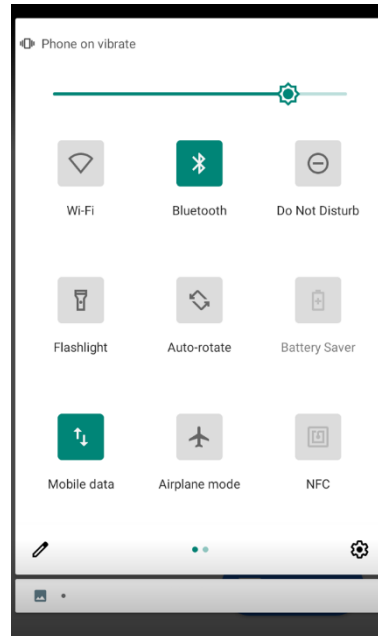 Phone on vibrate
Wi-Fi
Bluetooth
Do Not Disturb
Flashlight
Auto-rotate
Battery Saver
Mobile data
Airplane mode
NFC